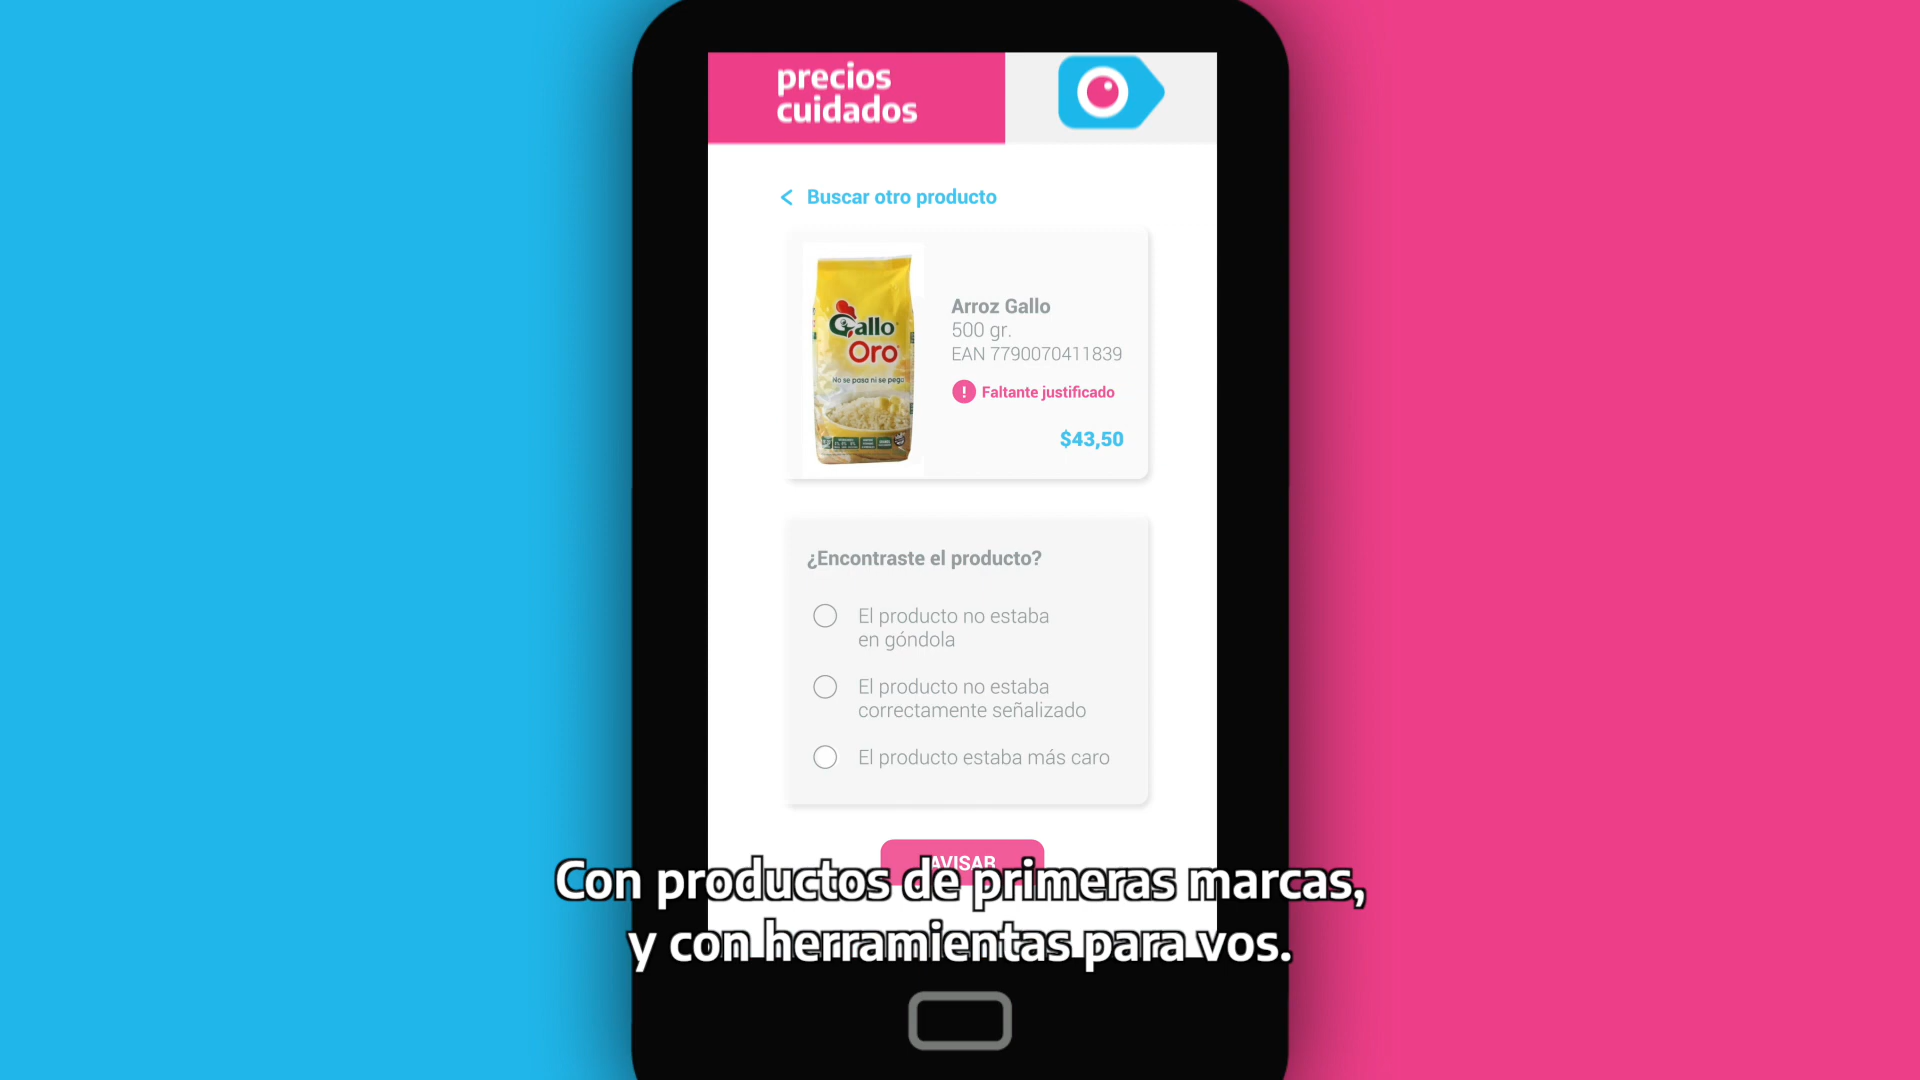 precios
cuidados
< Buscar otro producto
Gallo
Oro
No se pasa ni se pega
Arroz Gallo
500 gr.
EAN 7790070411839
! Faltante justificado
$43,50
¿Encontraste el producto?
El producto no estaba
en góndola
El producto no estaba
correctamente señalizado
El producto estaba más caro
AVISAR
Con productos de primeras marcas,
y con herramientas para vos.